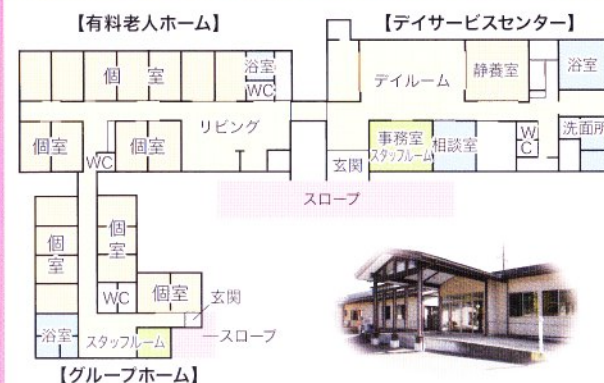 【有料老人ホーム】
【デイサービスセンター】
個室
浴室
WC
デイルーム
静養室
浴室
個室
WC
個室
リビング
事務室
スタッフルーム
相談室
WC
洗面所
玄関
スロープ
個室
個室
WC
個室
玄関
浴室
スタッフルーム
スロープ
【グループホーム】